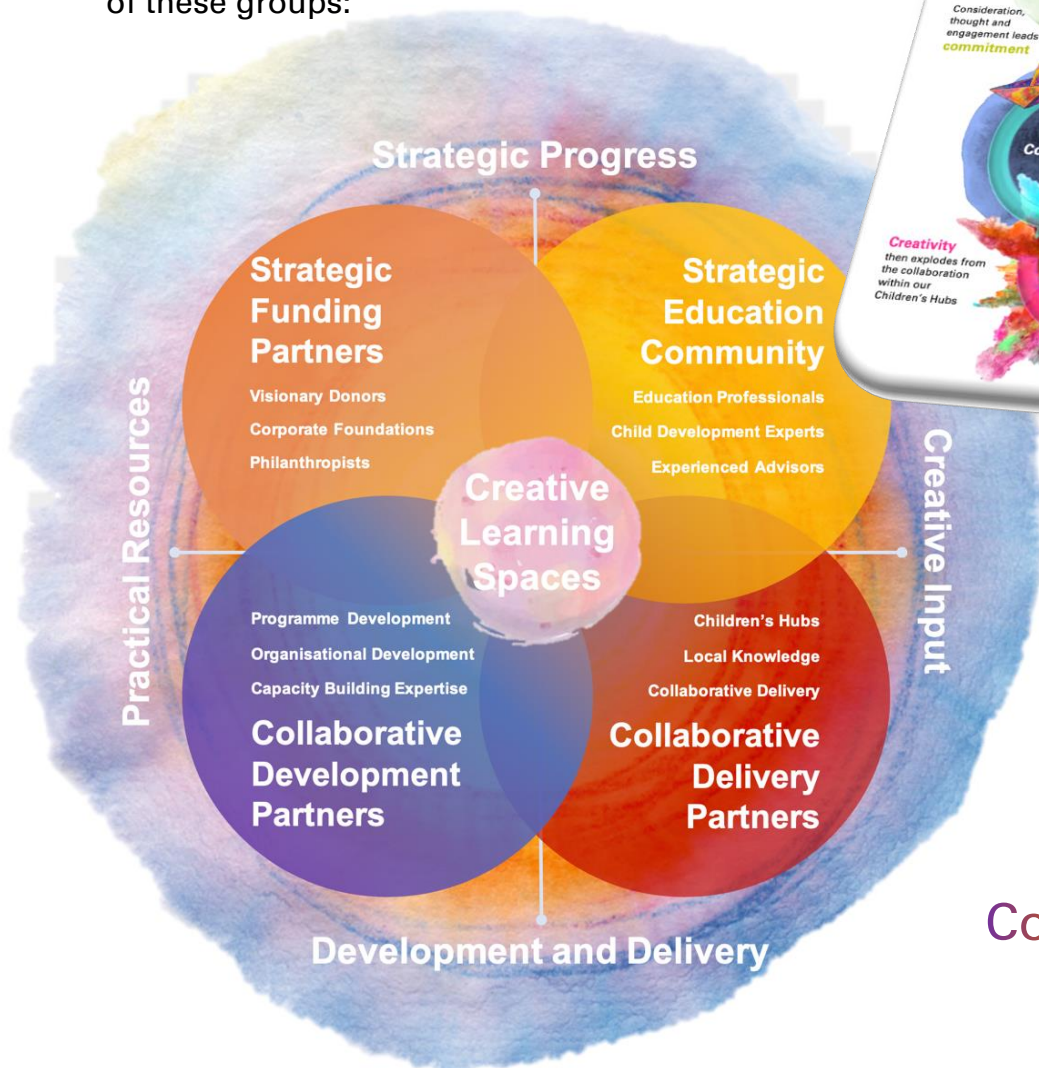 of these groups:
Consideration,
thought and
engagement leads
commitment
Creativity
then explodes from
the collaboration
within our
Children's Hubs
Strategic Progress
Strategic
Funding
Partners
Visionary Donors
Corporate Foundations
Philanthropists
Strategic
Education
Community
Education Professionals
Child Development Experts
Experienced Advisors
Practical Resources
Creative
Learning
Spaces
Creative Input
Programme Development
Organisational Development
Capacity Building Expertise
Collaborative
Development
Partners
Children's Hubs
Local Knowledge
Collaborative Delivery
Collaborative
Delivery
Partners
Development and Delivery